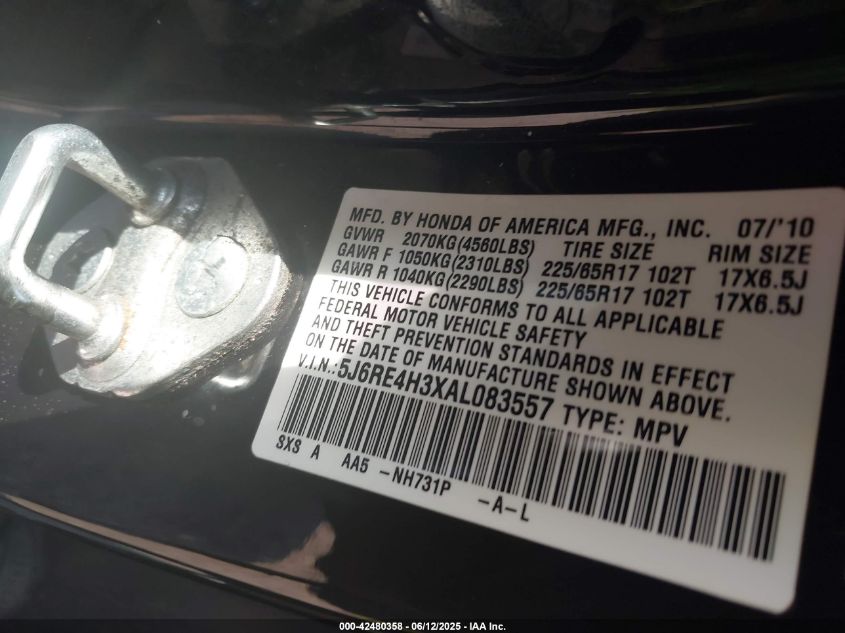 MFD. BY HONDA OF AMERICA MFG., INC. 07/'10
GVWR 2070KG(4560LBS) TIRE SIZE RIM SIZE
GAWR F 1050KG(2310LBS) 225/65R17 102T 17X6.5J
GAWR R 1040KG(2290LBS) 225/65R17 102T 17X6.5J
THIS VEHICLE CONFORMS TO ALL APPLICABLE
FEDERAL MOTOR VEHICLE SAFETY
AND THEFT PREVENTION STANDARDS IN EFFECT
ON THE DATE OF MANUFACTURE SHOWN ABOVE.
V.I.N.: 5J6RE4H3XAL083557 TYPE: MPV
SXS A AA5 -NH731P -A-L
000-42480358 - 06/12/2025 - IAA Inc.